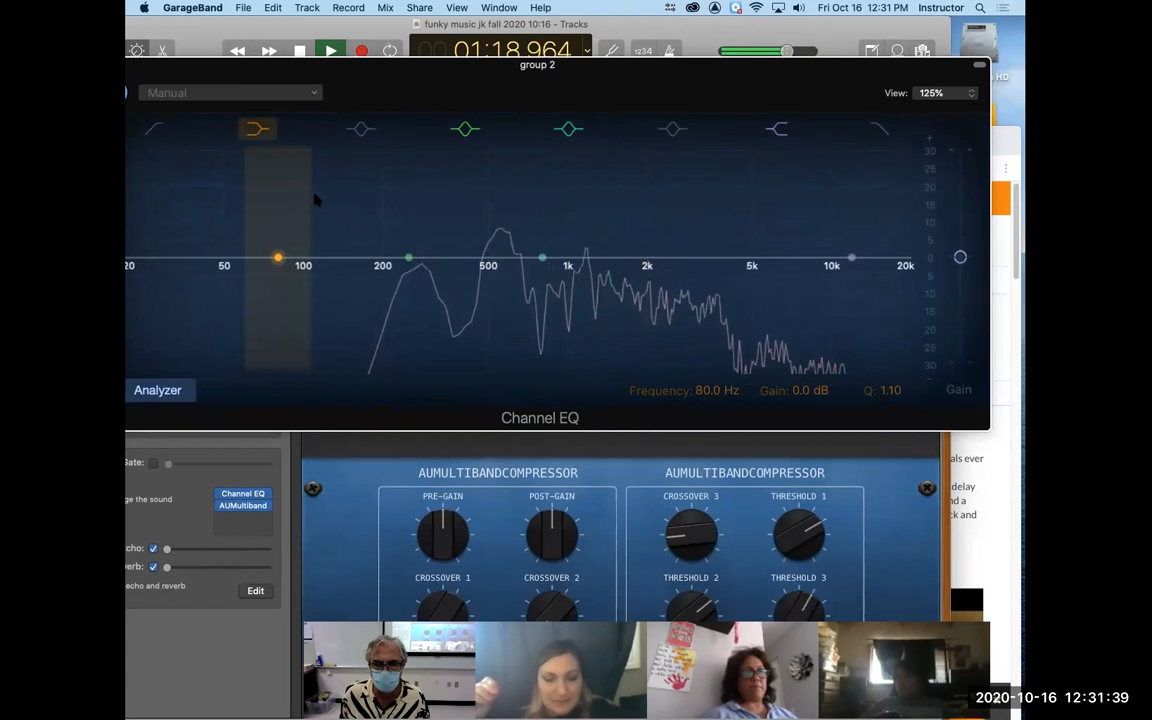 GarageBand File Edit Track Record Mix Share View Window Help Fri Oct 16 12:31 PM Instructor
funky music jk fall 2020 10:16 - Tracks
01:18.964
1234
group 2
HD
Manual
View: 125%
+
30
25
20
15
10
5
0
5
10
15
20
25
30
-
20 50 100 200 500 1k 2k 5k 10k 20k
Analyzer
Frequency: 80.0 Hz Gain: 0.0 dB Q: 1.10 Gain
Channel EQ
Gate:
ge the sound
Channel EQ
AUMultiband
cho:
verb:
echo and reverb
Edit
AUMULTIBANDCOMPRESSOR AUMULTIBANDCOMPRESSOR
PRE-GAIN POST-GAIN CROSSOVER 3 THRESHOLD 1
CROSSOVER 1 CROSSOVER 2 THRESHOLD 2 THRESHOLD 3
als ever
delay
nd a
ck and
2020-10-16 12:31:39